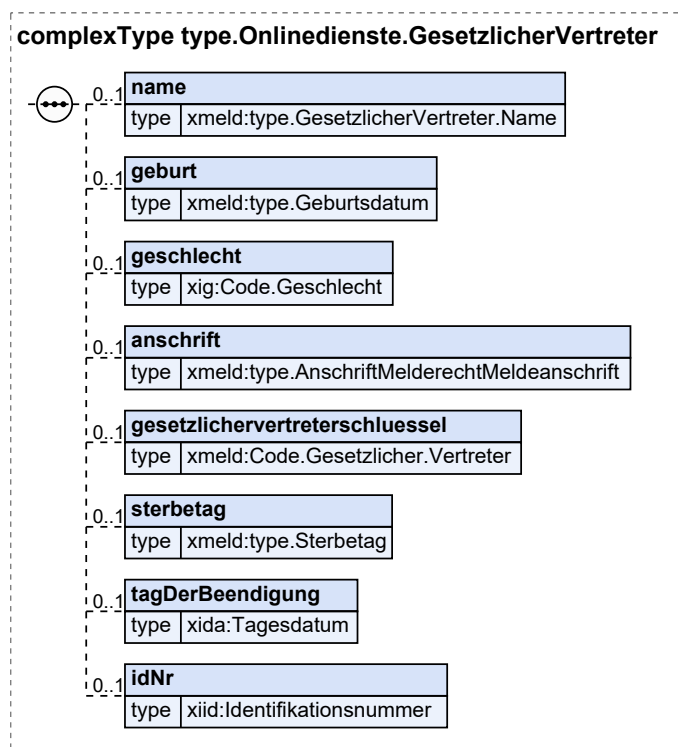 complexType type.Onlinedienste.GesetzlicherVertreter
0..1 name
type xmeld:type.GesetzlicherVertreter.Name
0..1 geburt
type xmeld:type.Geburtsdatum
0..1 geschlecht
type xig:Code.Geschlecht
0..1 anschrift
type xmeld:type.AnschriftMelderechtMeldeanschrift
0..1 gesetzlichervertreterschluessel
type xmeld:Code.Gesetzlicher.Vertreter
0..1 sterbetag
type xmeld:type.Sterbetag
0..1 tagDerBeendigung
type xida:Tagesdatum
0..1 idNr
type xiid:Identifikationsnummer